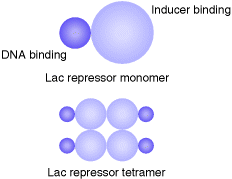 Inducer binding
DNA binding
Lac repressor monomer
Lac repressor tetramer